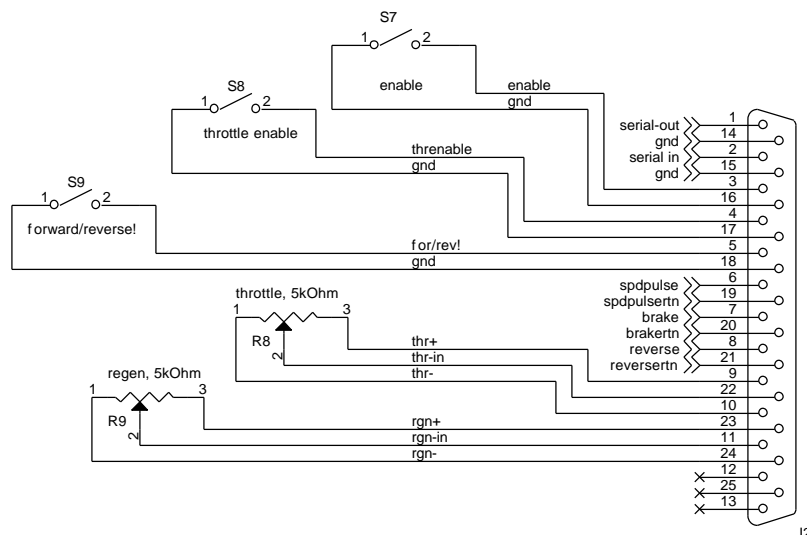 S7
1 2
enable
enable
gnd
S8
1 2
throttle enable
threnable
gnd
S9
1 2
forward/reverse!
for/rev!
gnd
throttle, 5kOhm
1 3
R8
2
thr+
thr-in
thr-
regen, 5kOhm
1 3
R9
2
rgn+
rgn-in
rgn-
serial-out 1
gnd 14
serial in 2
gnd 15
3
16
4
17
5
18
spdpulse 6
spdpulsertn 19
brake 7
brakertn 20
reverse 8
reversertn 21
9
22
10
23
11
24
12
25
13